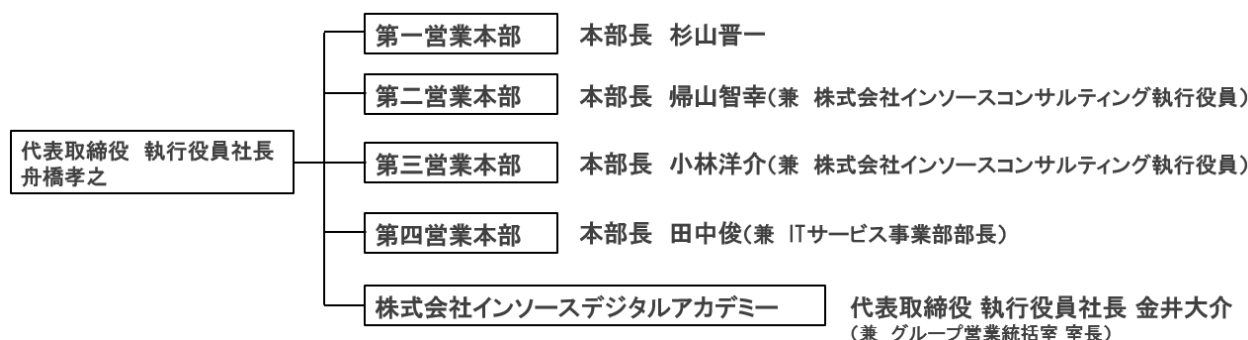 第一営業本部 本部長 杉山晋一
第二営業本部 本部長 帰山智幸(兼 株式会社インソースコンサルティング執行役員)
代表取締役 執行役員社長
舟橋孝之
第三営業本部 本部長 小林洋介(兼 株式会社インソースコンサルティング執行役員)
第四営業本部 本部長 田中俊(兼 ITサービス事業部部長)
株式会社インソースデジタルアカデミー 代表取締役 執行役員社長 金井大介
(兼 グループ営業統括室 室長)